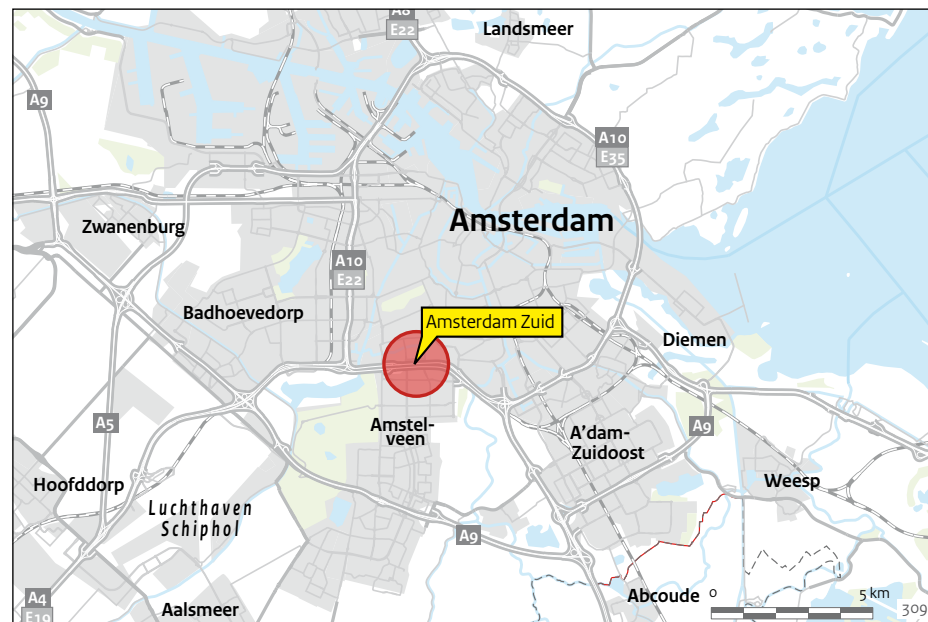 A8
E22
Landsmeer
A9
A10
E35
Zwanenburg
Amsterdam
A10
E22
Badhoevedorp
Amsterdam Zuid
Diemen
A5
Amstel-
veen
A'dam-
Zuidoost
A9
Hoofddorp
Weesp
Luchthaven
Schiphol
A9
A4
E19
Aalsmeer
Abcoude
0
5 km
309